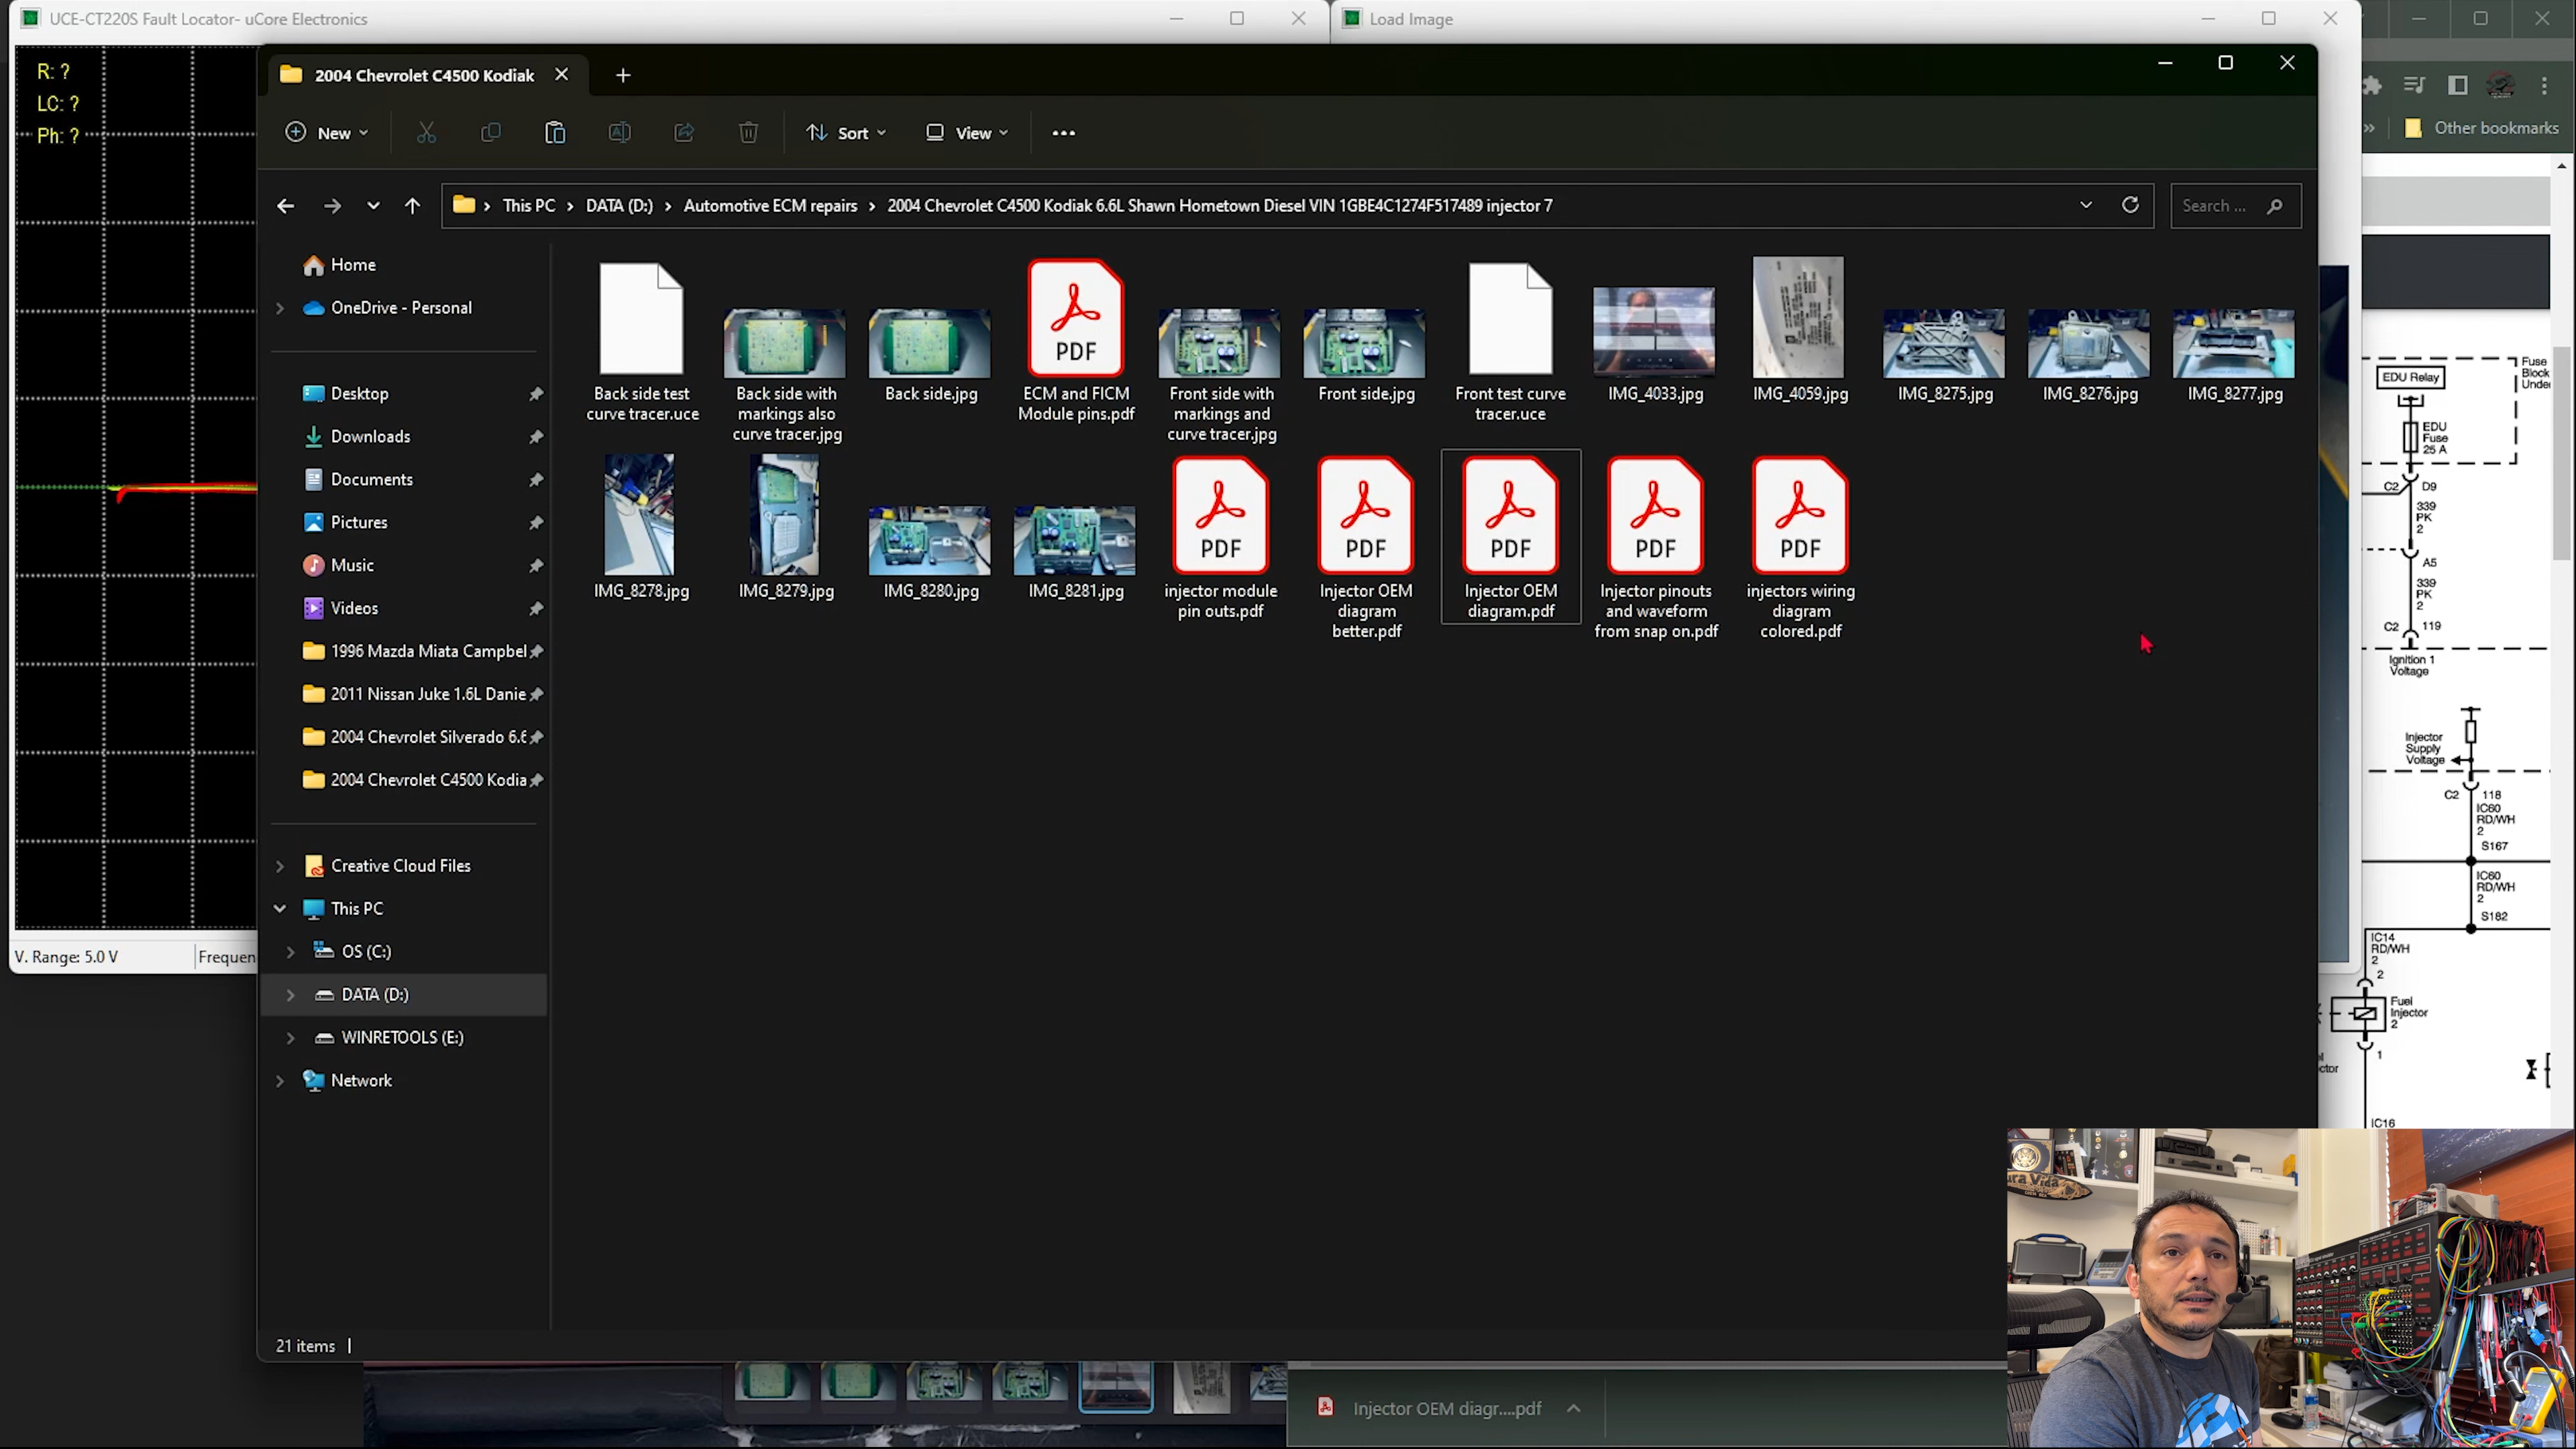 UCE-CT220S Fault Locator- uCore Electronics
Load Image
R: ?
LC: ?
Ph: ?
2004 Chevrolet C4500 Kodiak
New
Sort
View
Other bookmarks
This PC > DATA (D:) > Automotive ECM repairs > 2004 Chevrolet C4500 Kodiak 6.6L Shawn Hometown Diesel VIN 1GBE4C1274F517489 injector 7
Search ...
Home
OneDrive - Personal
Desktop
Downloads
Documents
Pictures
Music
Videos
1996 Mazda Miata Campbel
2011 Nissan Juke 1.6L Danie
2004 Chevrolet Silverado 6.6
2004 Chevrolet C4500 Kodia
Creative Cloud Files
This PC
OS (C:)
DATA (D:)
WINRETOOLS (E:)
Network
Back side test
curve tracer.uce
Back side with
markings also
curve tracer.jpg
Back side.jpg
PDF
ECM and FICM
Module pins.pdf
Front side with
markings and
curve tracer.jpg
Front side.jpg
Front test curve
tracer.uce
IMG_4033.jpg
IMG_4059.jpg
IMG_8275.jpg
IMG_8276.jpg
IMG_8277.jpg
IMG_8278.jpg
IMG_8279.jpg
IMG_8280.jpg
IMG_8281.jpg
PDF
injector module
pin outs.pdf
PDF
Injector OEM
diagram
better.pdf
PDF
Injector OEM
diagram.pdf
PDF
Injector pinouts
and waveform
from snap on.pdf
PDF
injectors wiring
diagram
colored.pdf
21 items
V. Range: 5.0 V
Frequen
Injector OEM diagr....pdf
EDU Relay
Fuse
Block
Unde
EDU
Fuse
25 A
C2 D9
339
PK
2
A5
339
PK
2
C2 119
Ignition 1
Voltage
Injector
Supply
Voltage
C2 118
IC60
RD/WH
2
S167
IC60
RD/WH
2
S182
IC14
RD/WH
2
2
Fuel
Injector
2
1
ctor
IC16
ura Vida